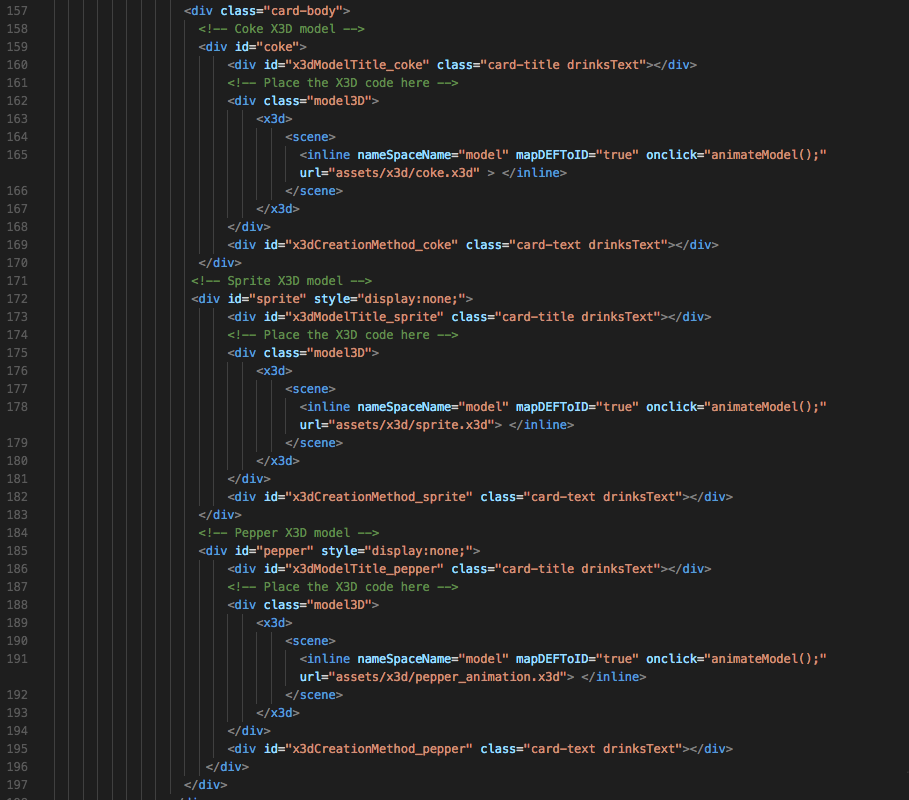 157 <div class="card-body">
158 <!-- Coke X3D model -->
159 <div id="coke">
160 <div id="x3dModelTitle_coke" class="card-title drinksText"></div>
161 <!-- Place the X3D code here -->
162 <div class="model3D">
163 <x3d>
164 <scene>
165 <inline nameSpaceName="model" mapDEFToID="true" onclick="animateModel();"
url="assets/x3d/coke.x3d" > </inline>
166 </scene>
167 </x3d>
168 </div>
169 <div id="x3dCreationMethod_coke" class="card-text drinksText"></div>
170 </div>
171 <!-- Sprite X3D model -->
172 <div id="sprite" style="display:none;">
173 <div id="x3dModelTitle_sprite" class="card-title drinksText"></div>
174 <!-- Place the X3D code here -->
175 <div class="model3D">
176 <x3d>
177 <scene>
178 <inline nameSpaceName="model" mapDEFToID="true" onclick="animateModel();"
url="assets/x3d/sprite.x3d"> </inline>
179 </scene>
180 </x3d>
181 </div>
182 <div id="x3dCreationMethod_sprite" class="card-text drinksText"></div>
183 </div>
184 <!-- Pepper X3D model -->
185 <div id="pepper" style="display:none;">
186 <div id="x3dModelTitle_pepper" class="card-title drinksText"></div>
187 <!-- Place the X3D code here -->
188 <div class="model3D">
189 <x3d>
190 <scene>
191 <inline nameSpaceName="model" mapDEFToID="true" onclick="animateModel();"
url="assets/x3d/pepper_animation.x3d"> </inline>
192 </scene>
193 </x3d>
194 </div>
195 <div id="x3dCreationMethod_pepper" class="card-text drinksText"></div>
196 </div>
197 </div>